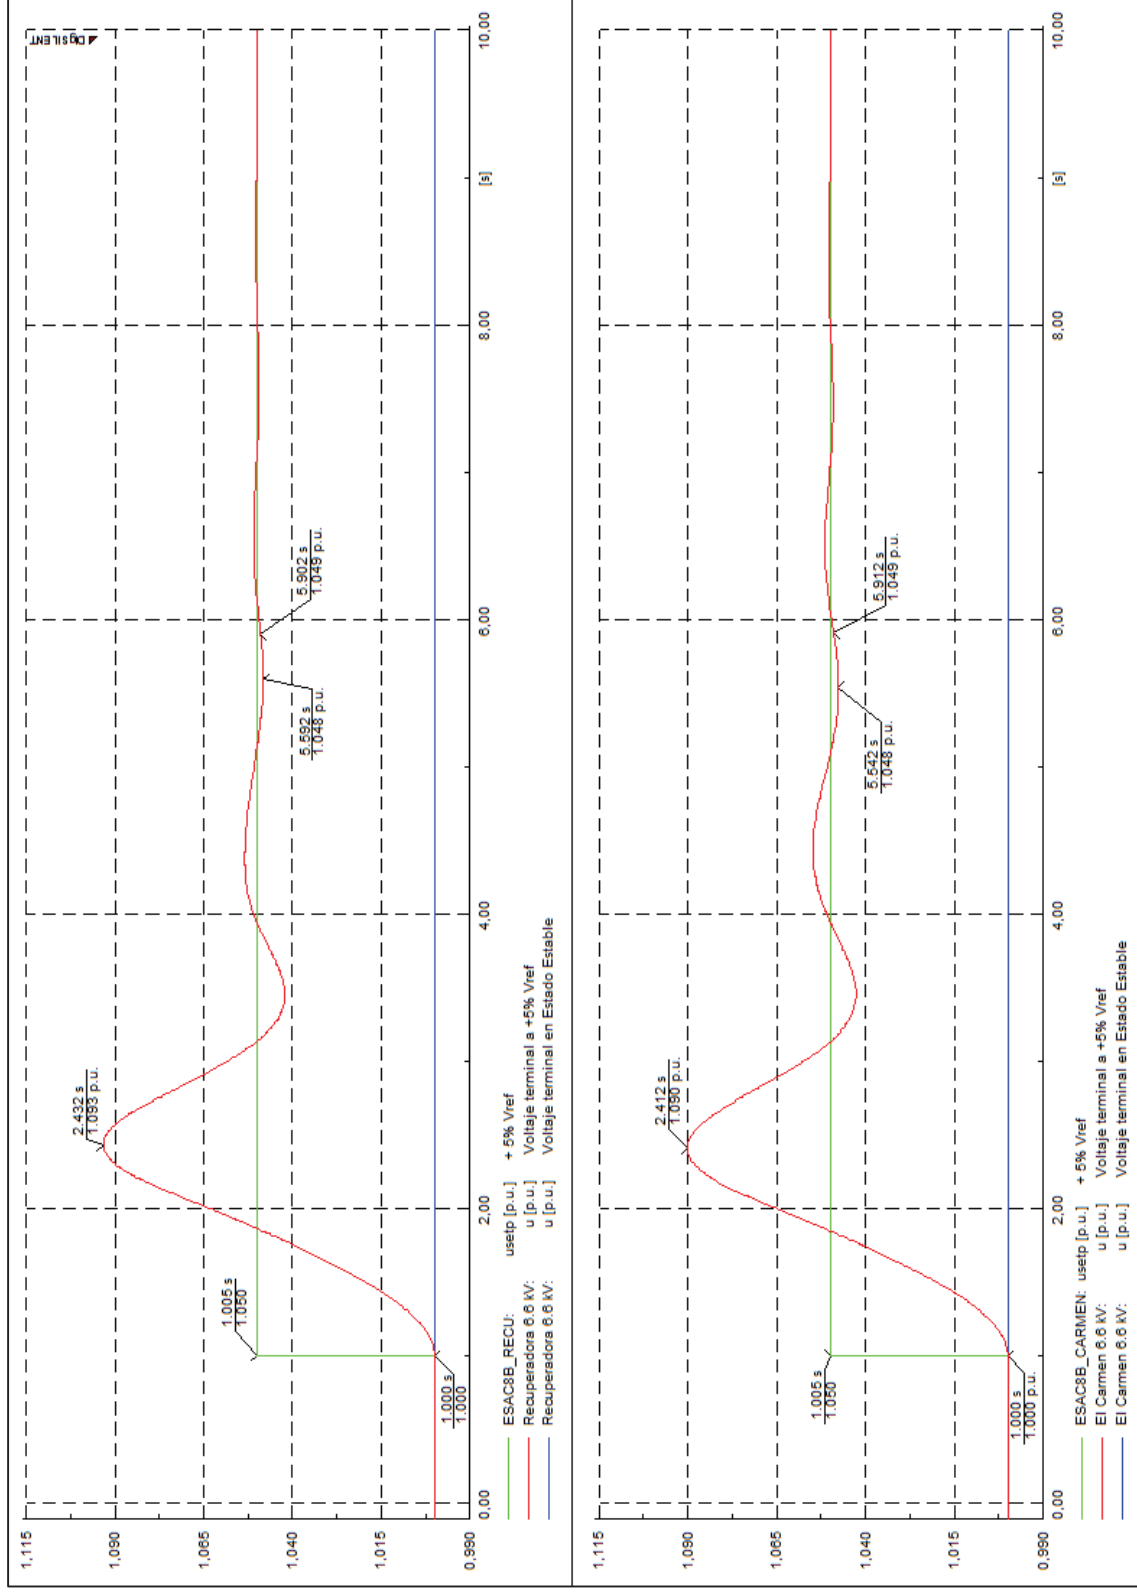 DIgSILENT
1,115
1,090
1,065
1,040
1,015
0,990
0,00
2,00
4,00
6,00
8,00
[s]
10,00
1.000 s
1.000
1.005 s
1.050
2.432 s
1.093 p.u.
5.592 s
1.048 p.u.
5.902 s
1.049 p.u.
ESAC8B_RECU: usetp [p.u.] + 5% Vref
Recuperadora 6.6 kV: u [p.u.] Voltaje terminal a +5% Vref
Recuperadora 6.6 kV: u [p.u.] Voltaje terminal en Estado Estable
1,115
1,090
1,065
1,040
1,015
0,990
0,00
2,00
4,00
6,00
8,00
[s]
10,00
1.000 s
1.000 p.u.
1.005 s
1.050
2.412 s
1.090 p.u.
5.542 s
1.048 p.u.
5.912 s
1.049 p.u.
ESAC8B_CARMEN: usetp [p.u.] + 5% Vref
El Carmen 6.6 kV: u [p.u.] Voltaje terminal a +5% Vref
El Carmen 6.6 kV: u [p.u.] Voltaje terminal en Estado Estable